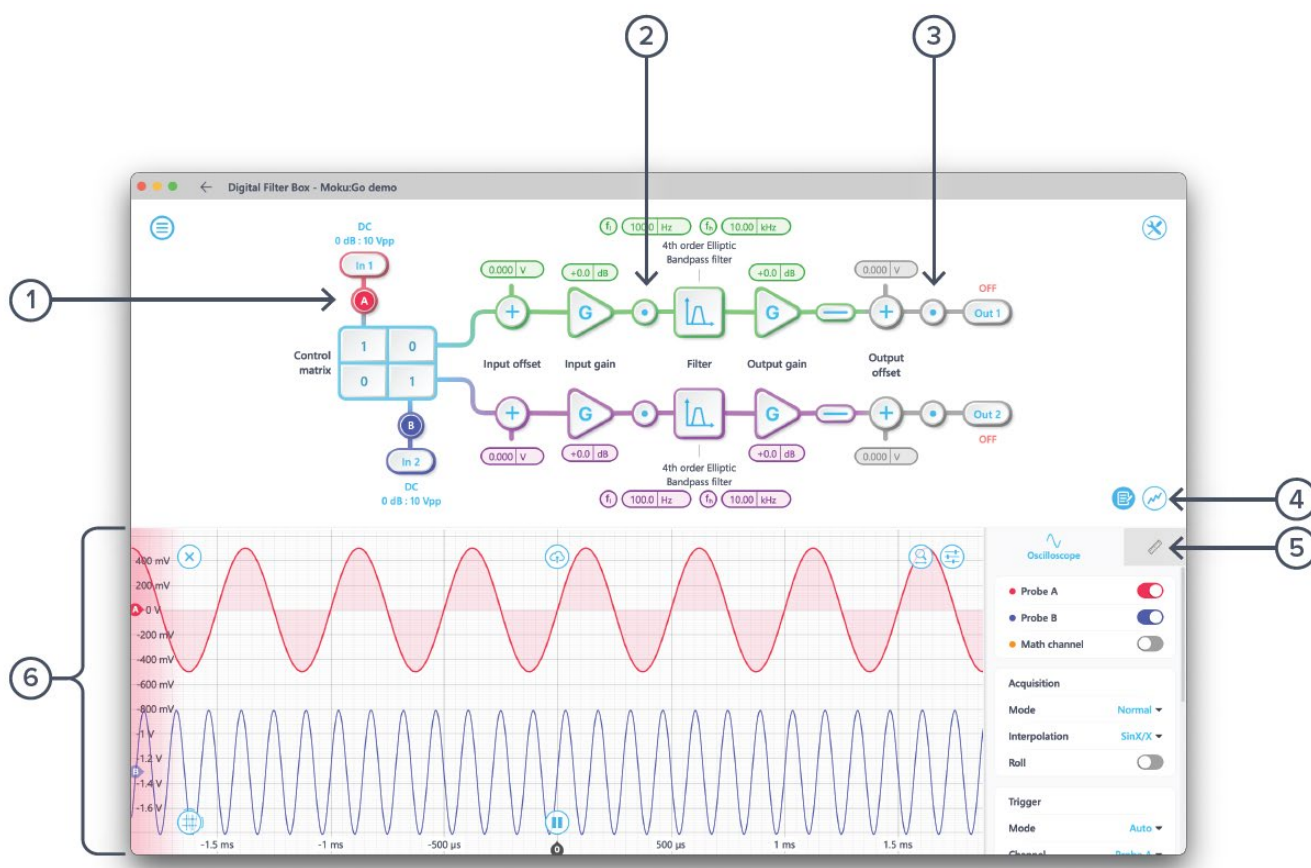 2
3
Digital Filter Box - Moku:Go demo
DC
0 dB : 10 Vpp
In 1
1
A
fl 100.0 Hz fh 10.00 kHz
4th order Elliptic
Bandpass filter
0.000 V
+0.0 dB
+0.0 dB
0.000 V
OFF
G
G
Out 1
Control
matrix
1 0
0 1
Input offset
Input gain
Filter
Output gain
Output
offset
G
G
Out 2
B
In 2
DC
0 dB : 10 Vpp
0.000 V
+0.0 dB
+0.0 dB
0.000 V
OFF
4th order Elliptic
Bandpass filter
fl 100.0 Hz fh 10.00 kHz
4
5
6
400 mV
200 mV
A
0 V
-200 mV
-400 mV
-600 mV
-800 mV
-1 V
-1.2 V
B
-1.4 V
-1.6 V
-1.5 ms
-1 ms
-500 µs
0
500 µs
1 ms
1.5 ms
Oscilloscope
Probe A
Probe B
Math channel
Acquisition
Mode Normal
Interpolation SinX/X
Roll
Trigger
Mode Auto
Channel Probe A